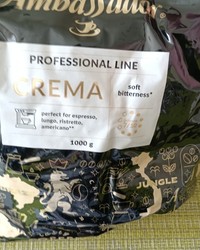 Ambassador
PROFESSIONAL LINE
CREMA
soft
bitterness*
perfect for espresso,
lungo, ristretto,
americano**
1000 g
JUNGLE